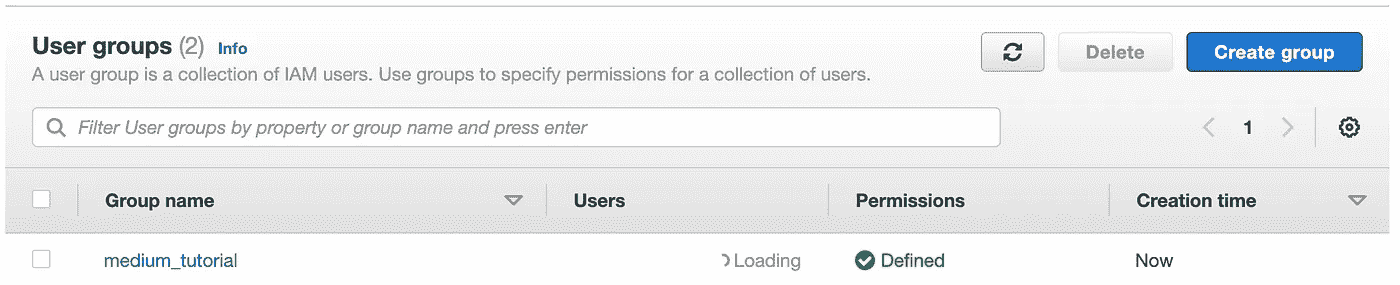 User groups (2) Info
A user group is a collection of IAM users. Use groups to specify permissions for a collection of users.
Delete
Create group
Filter User groups by property or group name and press enter
1
Group name Users Permissions Creation time
medium_tutorial Loading Defined Now